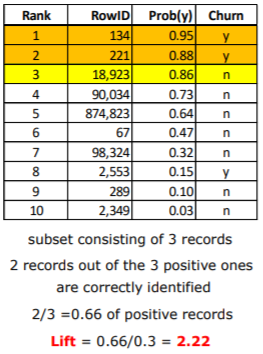 Rank RowID Prob(y) Churn
1 134 0.95 y
2 221 0.88 y
3 18,923 0.86 n
4 90,034 0.73 n
5 874,823 0.64 n
6 67 0.47 n
7 98,324 0.32 n
8 2,553 0.15 y
9 289 0.10 n
10 2,349 0.03 n
subset consisting of 3 records
2 records out of the 3 positive ones
are correctly identified
2/3 =0.66 of positive records
Lift = 0.66/0.3 = 2.22